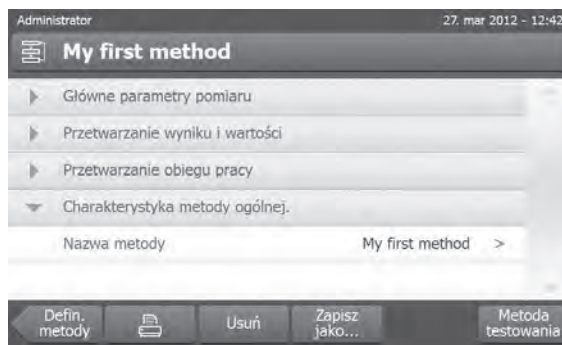 Administrator 27. mar 2012 - 12:42
My first method
Główne parametry pomiaru
Przetwarzanie wyniku i wartości
Przetwarzanie obiegu pracy
Charakterystyka metody ogólnej.
Nazwa metody My first method >
Defin.
metody
Usuń
Zapisz
jako...
Metoda
testowania